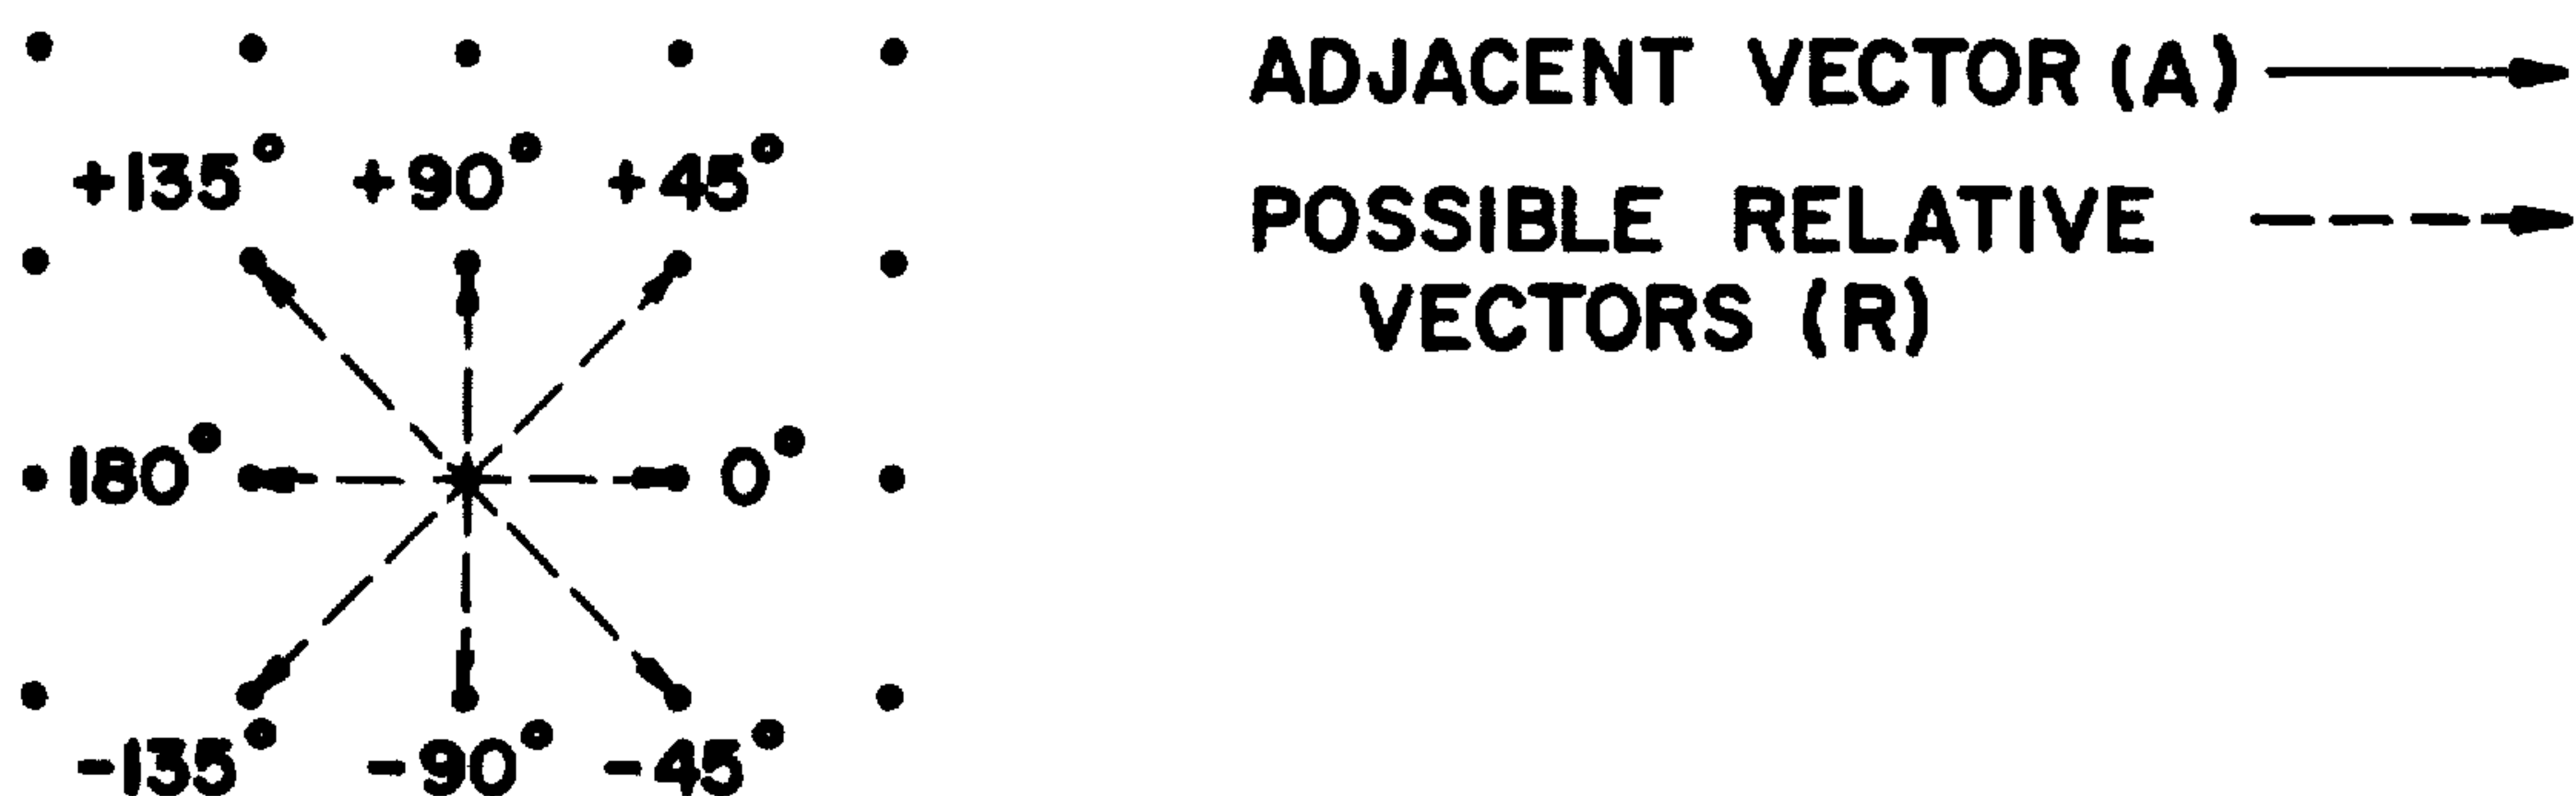 +135° +90° +45°
180° 0°
-135° -90° -45°
ADJACENT VECTOR (A)
POSSIBLE RELATIVE
VECTORS (R)